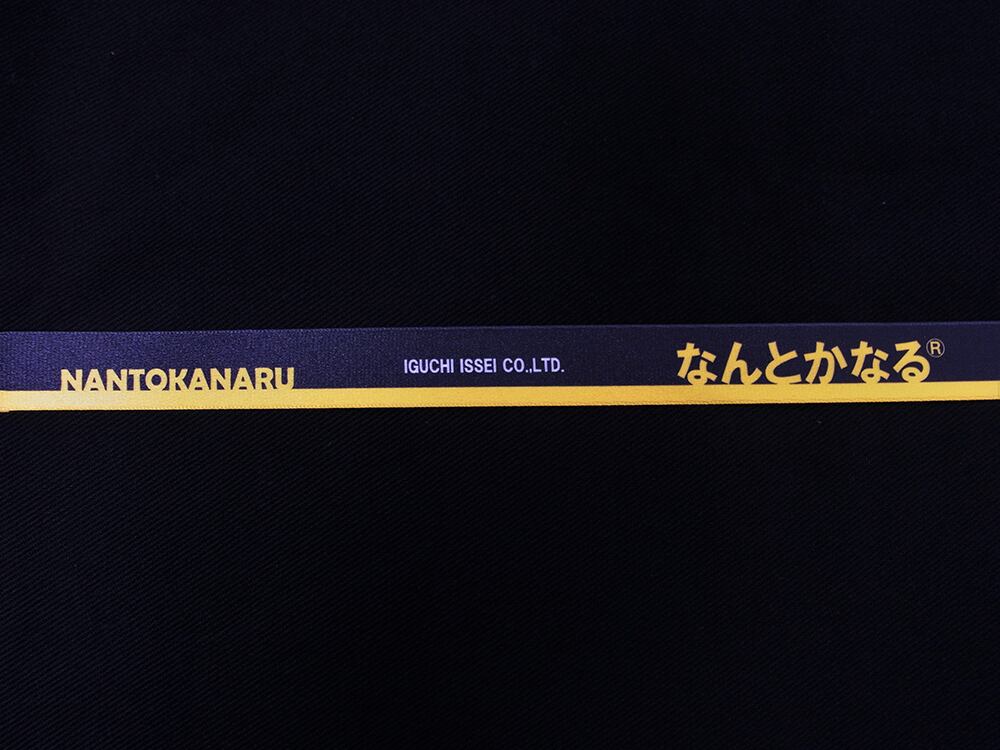 NANTOKANARU
IGUCHI ISSEI CO.,LTD.
なんとかなる®